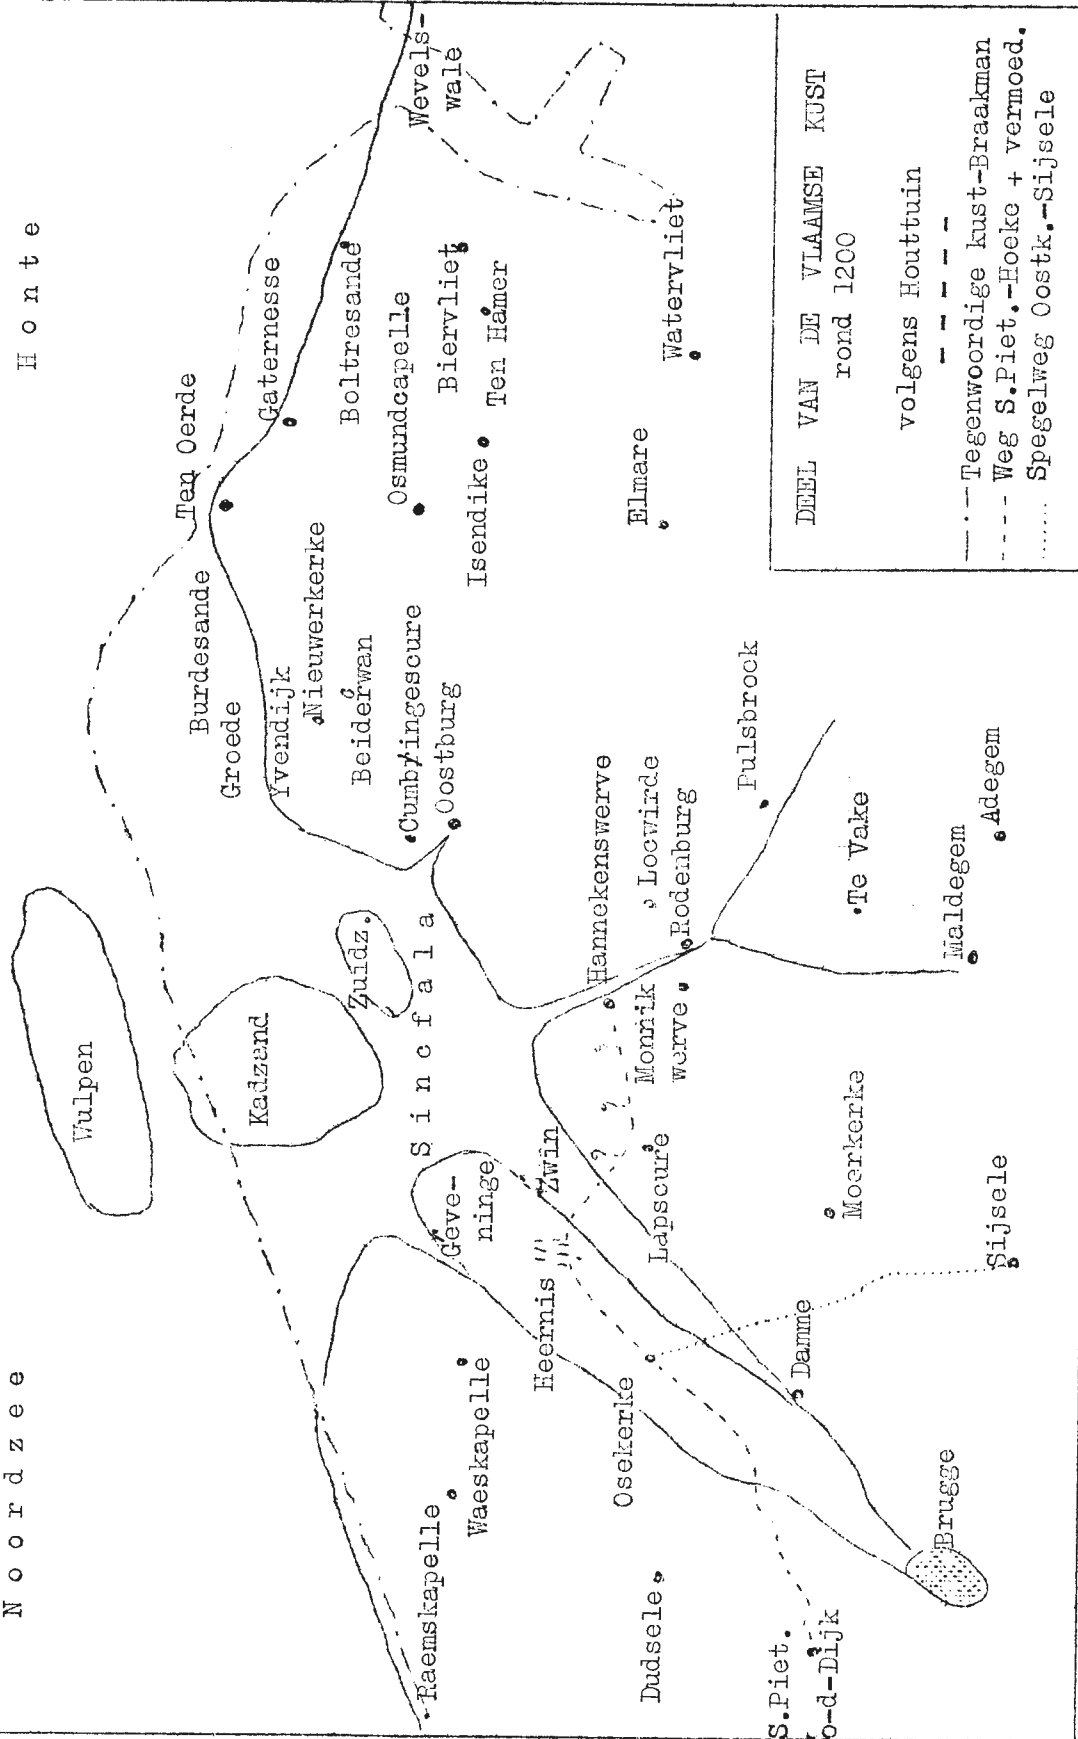 Noordzee
Honte
Wulpen
Kadzand
Zuidz.
Sincfala
Ten Oerde
Burdesande
Groede
Gaternesse
Yvendijk
Nieuwerkerke
Boltresande
Beiderwan
Osmundcapelle
Wevels-
wale
Cumbringescure
Oostburg
Biervliet
Isendike
Ten Hamer
Raemskapelle
Waeskapelle
Geve-
ninge
Heernis
Zwin
Hannekenswerve
Elmare
Watervliet
Dudsele
Osekerke
Lapscure
Monnik
werve
Locwirde
Rodenburg
Pulsbrock
S.Piet.
o-d-Dijk
Damme
Moerkerke
Te Vake
Brugge
Sijsele
Maldegem
Adegem
DEEL VAN DE VLAAMSE KUST
rond 1200
volgens Houttuin
Tegenwoordige kust-Braakman
Weg S.Piet.-Hoeke + vermoed.
Spegelweg Oostk.-Sijsele